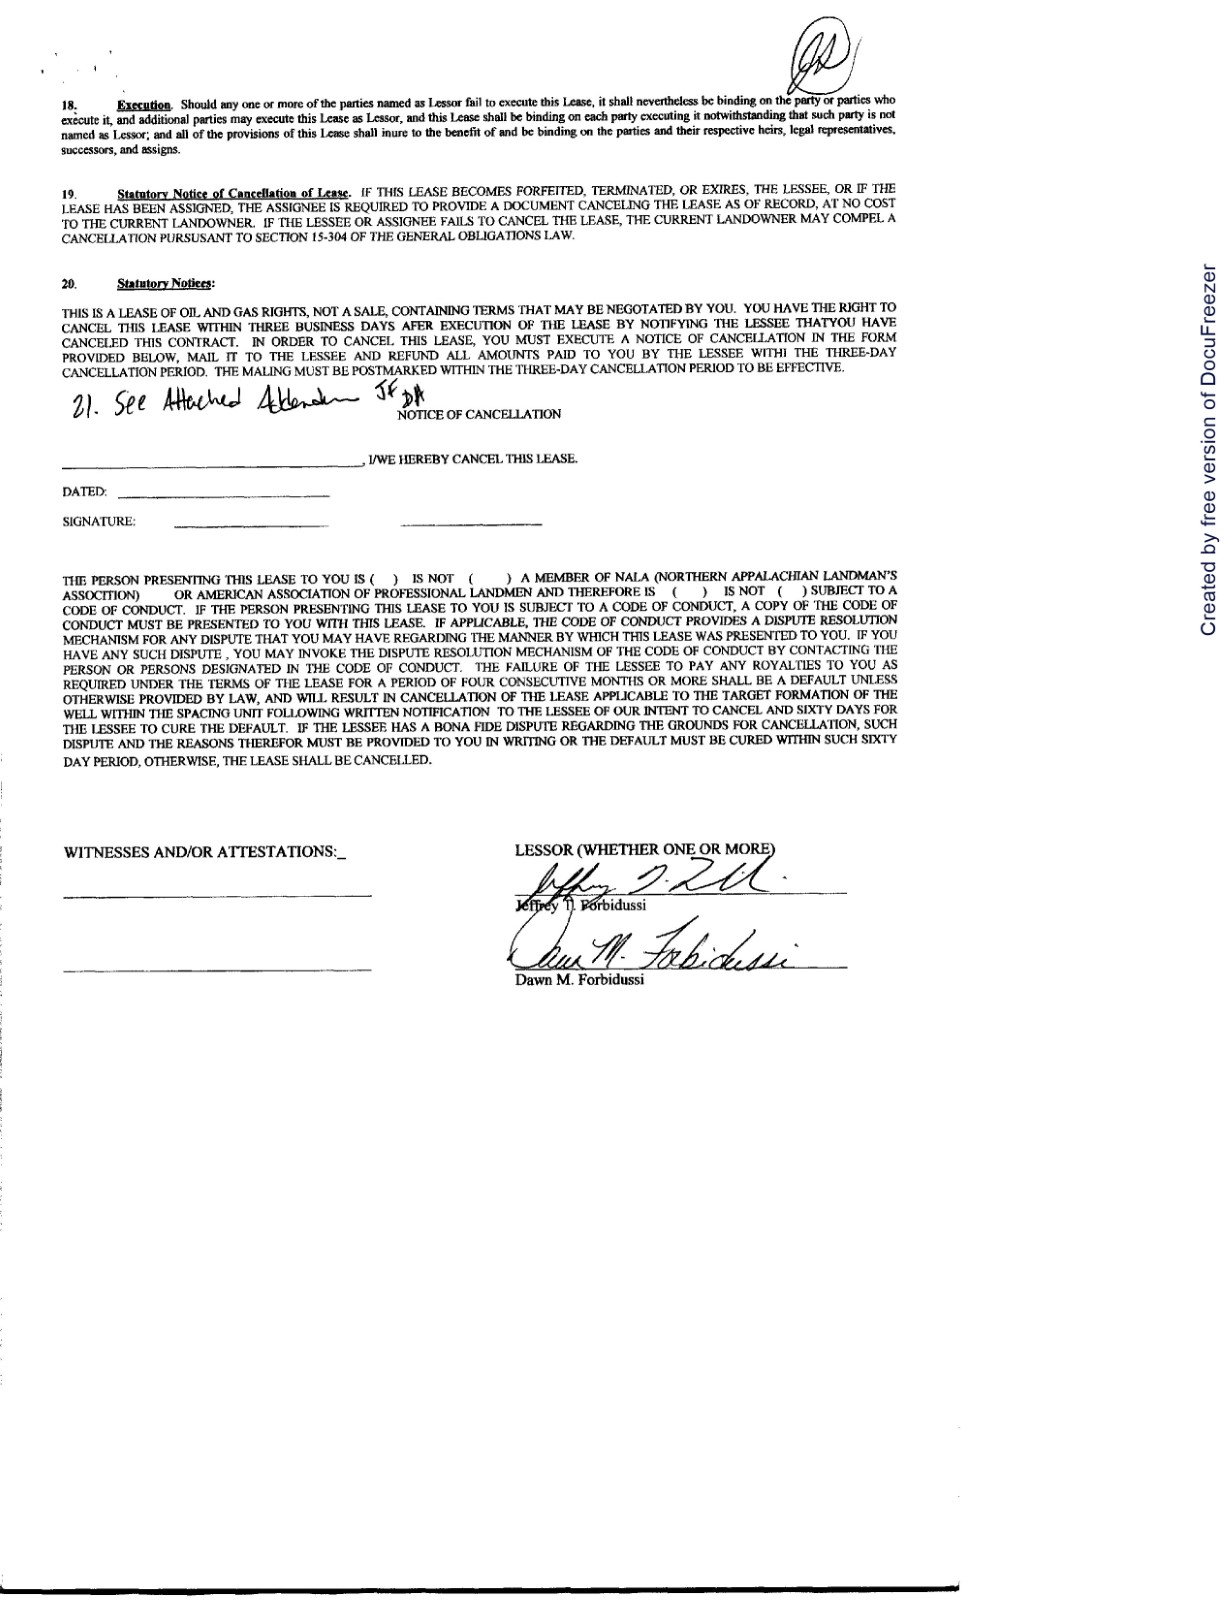 18. Execution. Should any one or more of the parties named as Lessor fail to execute this Lease, it shall nevertheless be binding on the party or parties who
execute it, and additional parties may execute this Lease as Lessor, and this Lease shall be binding on each party executing it notwithstanding that such party is not
named as Lessor; and all of the provisions of this Lease shall inure to the benefit of and be binding on the parties and their respective heirs, legal representatives,
successors, and assigns.
19. Statutory Notice of Cancellation of Lease. IF THIS LEASE BECOMES FORFEITED, TERMINATED, OR EXIRES, THE LESSEE, OR IF THE
LEASE HAS BEEN ASSIGNED, THE ASSIGNEE IS REQUIRED TO PROVIDE A DOCUMENT CANCELING THE LEASE AS OF RECORD, AT NO COST
TO THE CURRENT LANDOWNER. IF THE LESSEE OR ASSIGNEE FAILS TO CANCEL THE LEASE, THE CURRENT LANDOWNER MAY COMPEL A
CANCELLATION PURSUSANT TO SECTION 15-304 OF THE GENERAL OBLIGATIONS LAW.
20. Statutory Notices:
THIS IS A LEASE OF OIL AND GAS RIGHTS, NOT A SALE, CONTAINING TERMS THAT MAY BE NEGOTATED BY YOU. YOU HAVE THE RIGHT TO
CANCEL THIS LEASE WITHIN THREE BUSINESS DAYS AFER EXECUTION OF THE LEASE BY NOTIFYING THE LESSEE THATYOU HAVE
CANCELED THIS CONTRACT. IN ORDER TO CANCEL THIS LEASE, YOU MUST EXECUTE A NOTICE OF CANCELLATION IN THE FORM
PROVIDED BELOW, MAIL IT TO THE LESSEE AND REFUND ALL AMOUNTS PAID TO YOU BY THE LESSEE WITHI THE THREE-DAY
CANCELLATION PERIOD. THE MALING MUST BE POSTMARKED WITHIN THE THREE-DAY CANCELLATION PERIOD TO BE EFFECTIVE.
21. See Attached Addendum JF
NOTICE OF CANCELLATION
, I/WE HEREBY CANCEL THIS LEASE.
DATED:
SIGNATURE:
THE PERSON PRESENTING THIS LEASE TO YOU IS ( ) IS NOT ( ) A MEMBER OF NALA (NORTHERN APPALACHIAN LANDMAN'S
ASSOCTION) OR AMERICAN ASSOCIATION OF PROFESSIONAL LANDMEN AND THEREFORE IS ( ) IS NOT ( ) SUBJECT TO A
CODE OF CONDUCT. IF THE PERSON PRESENTING THIS LEASE TO YOU IS SUBJECT TO A CODE OF CONDUCT, A COPY OF THE CODE OF
CONDUCT MUST BE PRESENTED TO YOU WITH THIS LEASE. IF APPLICABLE, THE CODE OF CONDUCT PROVIDES A DISPUTE RESOLUTION
MECHANISM FOR ANY DISPUTE THAT YOU MAY HAVE REGARDING THE MANNER BY WHICH THIS LEASE WAS PRESENTED TO YOU. IF YOU
HAVE ANY SUCH DISPUTE , YOU MAY INVOKE THE DISPUTE RESOLUTION MECHANISM OF THE CODE OF CONDUCT BY CONTACTING THE
PERSON OR PERSONS DESIGNATED IN THE CODE OF CONDUCT. THE FAILURE OF THE LESSEE TO PAY ANY ROYALTIES TO YOU AS
REQUIRED UNDER THE TERMS OF THE LEASE FOR A PERIOD OF FOUR CONSECUTIVE MONTHS OR MORE SHALL BE A DEFAULT UNLESS
OTHERWISE PROVIDED BY LAW, AND WILL RESULT IN CANCELLATION OF THE LEASE APPLICABLE TO THE TARGET FORMATION OF THE
WELL WITHIN THE SPACING UNIT FOLLOWING WRITTEN NOTIFICATION TO THE LESSEE OF OUR INTENT TO CANCEL AND SIXTY DAYS FOR
THE LESSEE TO CURE THE DEFAULT. IF THE LESSEE HAS A BONA FIDE DISPUTE REGARDING THE GROUNDS FOR CANCELLATION, SUCH
DISPUTE AND THE REASONS THEREFOR MUST BE PROVIDED TO YOU IN WRITING OR THE DEFAULT MUST BE CURED WITHIN SUCH SIXTY
DAY PERIOD, OTHERWISE, THE LEASE SHALL BE CANCELLED.
WITNESSES AND/OR ATTESTATIONS:_
LESSOR (WHETHER ONE OR MORE)
Jeffrey Forbidussi
Dawn M. Forbidussi
Dawn M. Forbidussi
Created by free version of DocuFreezer